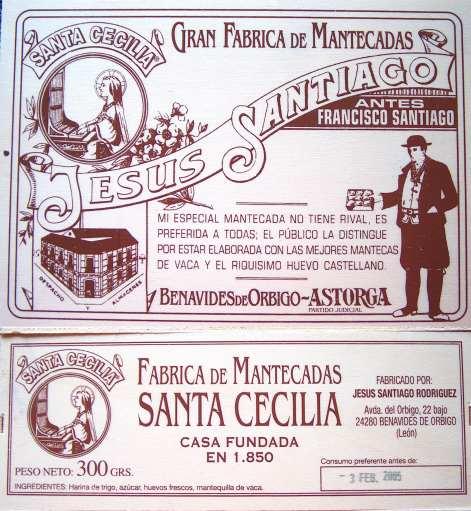 SANTA CECILIA
GRAN FABRICA DE MANTECADAS
JESUS SANTIAGO
ANTES
FRANCISCO SANTIAGO
MI ESPECIAL MANTECADA NO TIENE RIVAL, ES
PREFERIDA A TODAS; EL PÚBLICO LA DISTINGUE
POR ESTAR ELABORADA CON LAS MEJORES MANTECAS
DE VACA Y EL RIQUISIMO HUEVO CASTELLANO.
DESPACHO Y ALMACENES
BENAVIDES DE ORBIGO-ASTORGA
PARTIDO JUDICIAL
SANTA CECILIA
FABRICA DE MANTECADAS
SANTA CECILIA
CASA FUNDADA
EN 1.850
PESO NETO: 300 GRS.
INGREDIENTES: Harina de trigo, azúcar, huevos frescos, mantequilla de vaca.
FABRICADO POR:
JESUS SANTIAGO RODRIGUEZ
Avda. del Orbigo, 22 bajo
24280 BENAVIDES DE ORBIGO
(León)
Consumo preferente antes de:
- 3 FEB. 2005